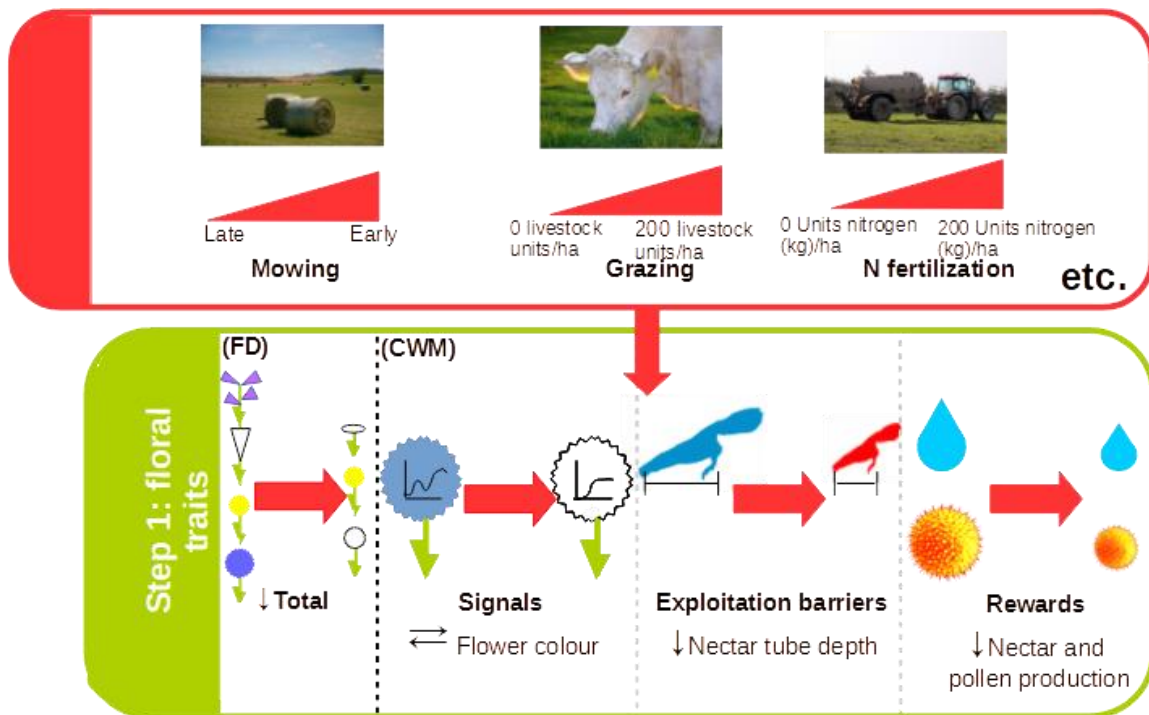 Late
Early
Mowing
0 livestock
units/ha
200 livestock
units/ha
Grazing
0 Units nitrogen
(kg)/ha
200 Units nitrogen
(kg)/ha
N fertilization
etc.
Step 1: floral
traits
(FD)
↓Total
(CWM)
Signals
⇄ Flower colour
Exploitation barriers
↓Nectar tube depth
Rewards
↓Nectar and
pollen production